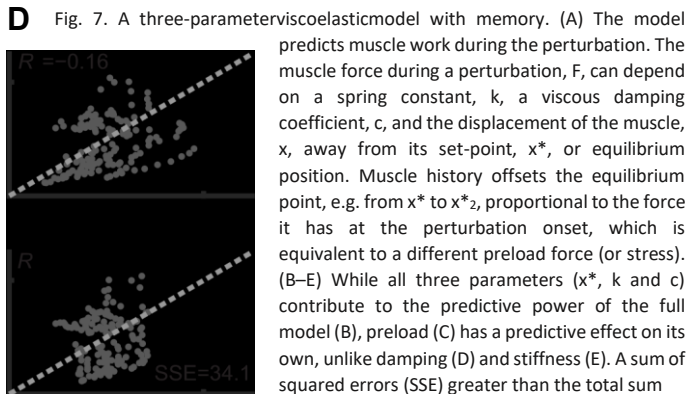 D Fig. 7. A three-parameterviscoelasticmodel with memory. (A) The model
predicts muscle work during the perturbation. The
muscle force during a perturbation, F, can depend
on a spring constant, k, a viscous damping
coefficient, c, and the displacement of the muscle,
x, away from its set-point, x*, or equilibrium
position. Muscle history offsets the equilibrium
point, e.g. from x* to x*₂, proportional to the force
it has at the perturbation onset, which is
equivalent to a different preload force (or stress).
(B–E) While all three parameters (x*, k and c)
contribute to the predictive power of the full
model (B), preload (C) has a predictive effect on its
own, unlike damping (D) and stiffness (E). A sum of
squared errors (SSE) greater than the total sum
R =−0.16
R
SSE=34.1